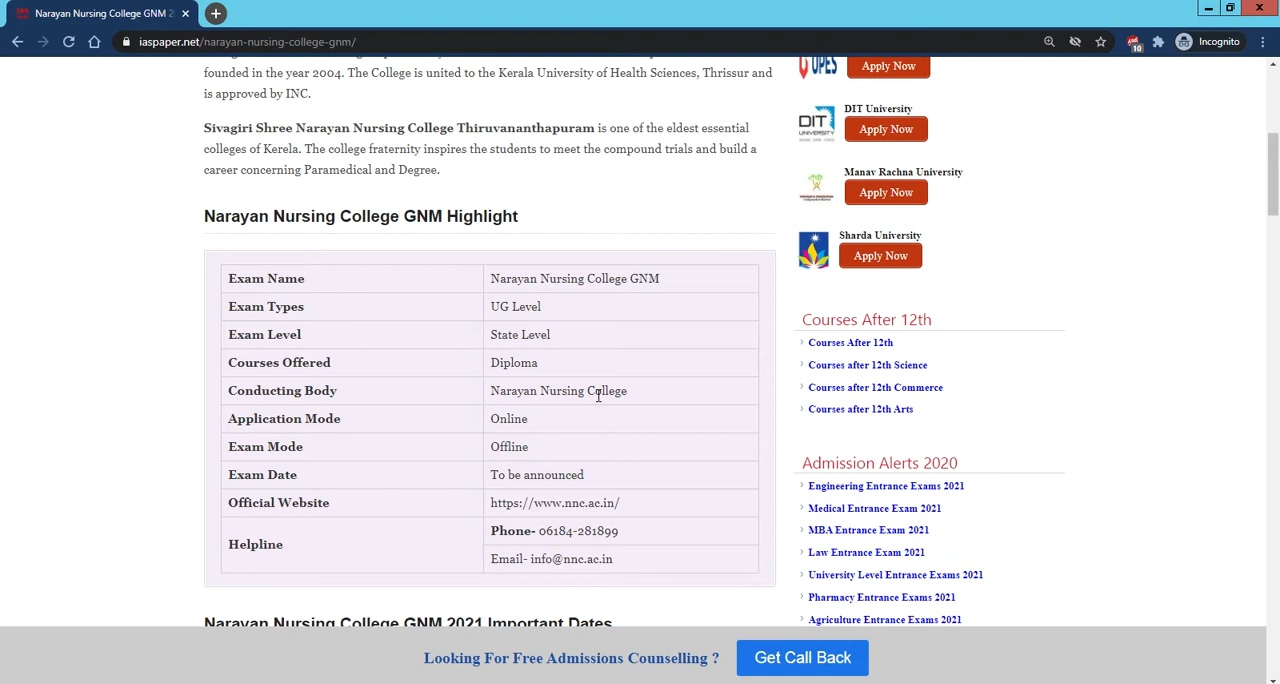 Narayan Nursing College GNM 2
iaspaper.net/narayan-nursing-college-gnm/
10
Incognito
founded in the year 2004. The College is united to the Kerala University of Health Sciences, Thrissur and
is approved by INC.
Sivagiri Shree Narayan Nursing College Thiruvananthapuram is one of the eldest essential
colleges of Kerala. The college fraternity inspires the students to meet the compound trials and build a
career concerning Paramedical and Degree.
Narayan Nursing College GNM Highlight
Exam Name Narayan Nursing College GNM
Exam Types UG Level
Exam Level State Level
Courses Offered Diploma
Conducting Body Narayan Nursing College
Application Mode Online
Exam Mode Offline
Exam Date To be announced
Official Website https://www.nnc.ac.in/
Helpline Phone- 06184-281899
Email- info@nnc.ac.in
Narayan Nursing College GNM 2021 Important Dates
UPES
Apply Now
DIT University
DIT
UNIVERSITY
Apply Now
Manav Rachna University
Apply Now
Sharda University
Apply Now
Courses After 12th
Courses After 12th
Courses after 12th Science
Courses after 12th Commerce
Courses after 12th Arts
Admission Alerts 2020
Engineering Entrance Exams 2021
Medical Entrance Exam 2021
MBA Entrance Exam 2021
Law Entrance Exam 2021
University Level Entrance Exams 2021
Pharmacy Entrance Exams 2021
Agriculture Entrance Exams 2021
Looking For Free Admissions Counselling ?
Get Call Back